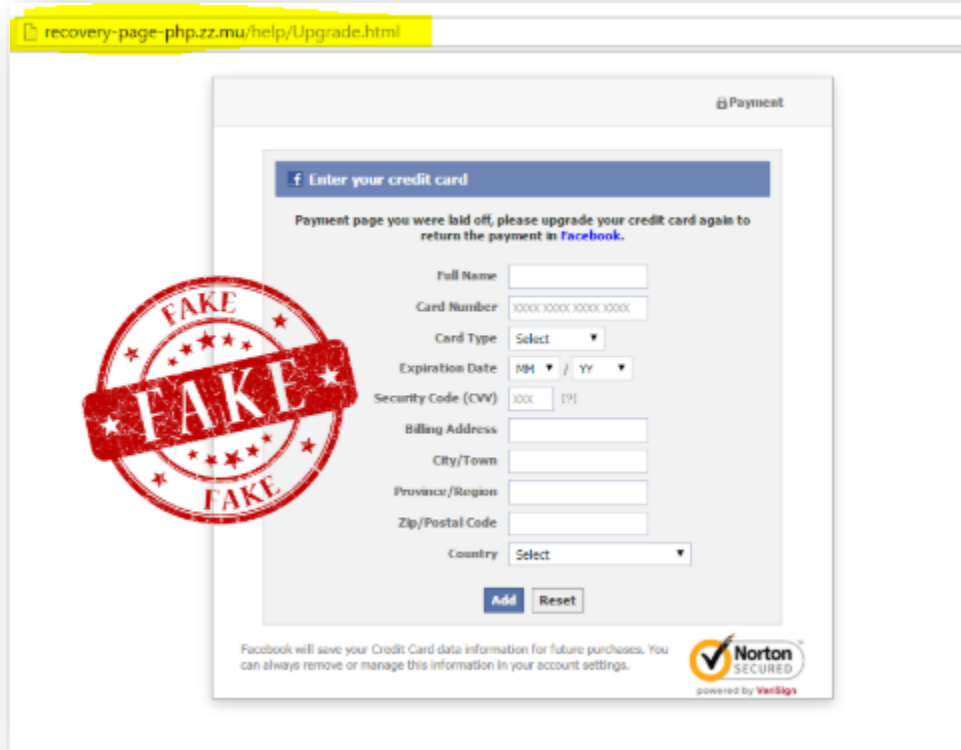 recovery-page-php.zz.mu/help/Upgrade.html
Payment
f Enter your credit card
Payment page you were laid off, please upgrade your credit card again to
return the payment in Facebook.
Full Name
Card Number XXXX XXXX XXXX XXXX
Card Type Select
Expiration Date MM / YY
Security Code (CVV) XXX [?]
Billing Address
City/Town
Province/Region
Zip/Postal Code
Country Select
Add Reset
FAKE
FAKE
FAKE
Facebook will save your Credit Card data information for future purchases. You
can always remove or manage this information in your account settings.
Norton
SECURED
powered by VeriSign